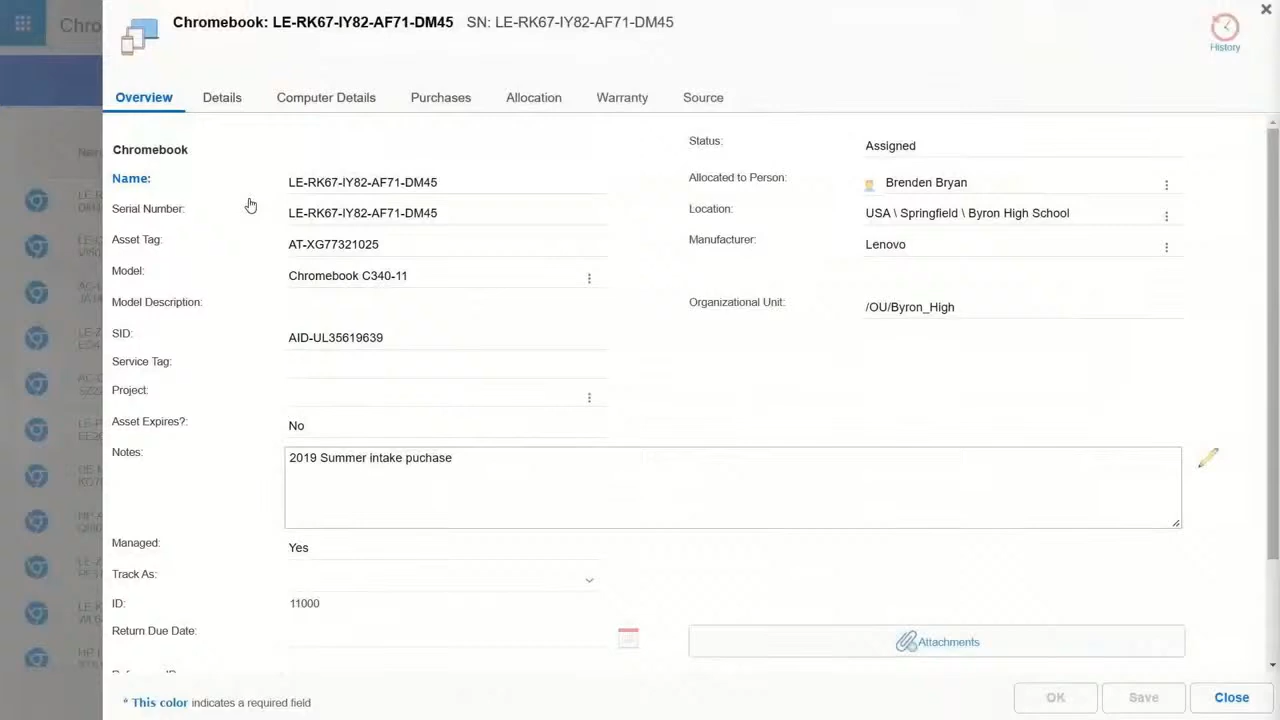 Chro
Chromebook: LE-RK67-IY82-AF71-DM45 SN: LE-RK67-IY82-AF71-DM45
History
Overview Details Computer Details Purchases Allocation Warranty Source
Chromebook
Status: Assigned
Name: LE-RK67-IY82-AF71-DM45
Allocated to Person: Brenden Bryan
Serial Number: LE-RK67-IY82-AF71-DM45
Location: USA \ Springfield \ Byron High School
Asset Tag: AT-XG77321025
Manufacturer: Lenovo
Model: Chromebook C340-11
Model Description:
Organizational Unit: /OU/Byron_High
SID: AID-UL35619639
Service Tag:
Project:
Asset Expires?: No
Notes: 2019 Summer intake puchase
Managed: Yes
Track As:
ID: 11000
Return Due Date:
Attachments
* This color indicates a required field
OK Save Close